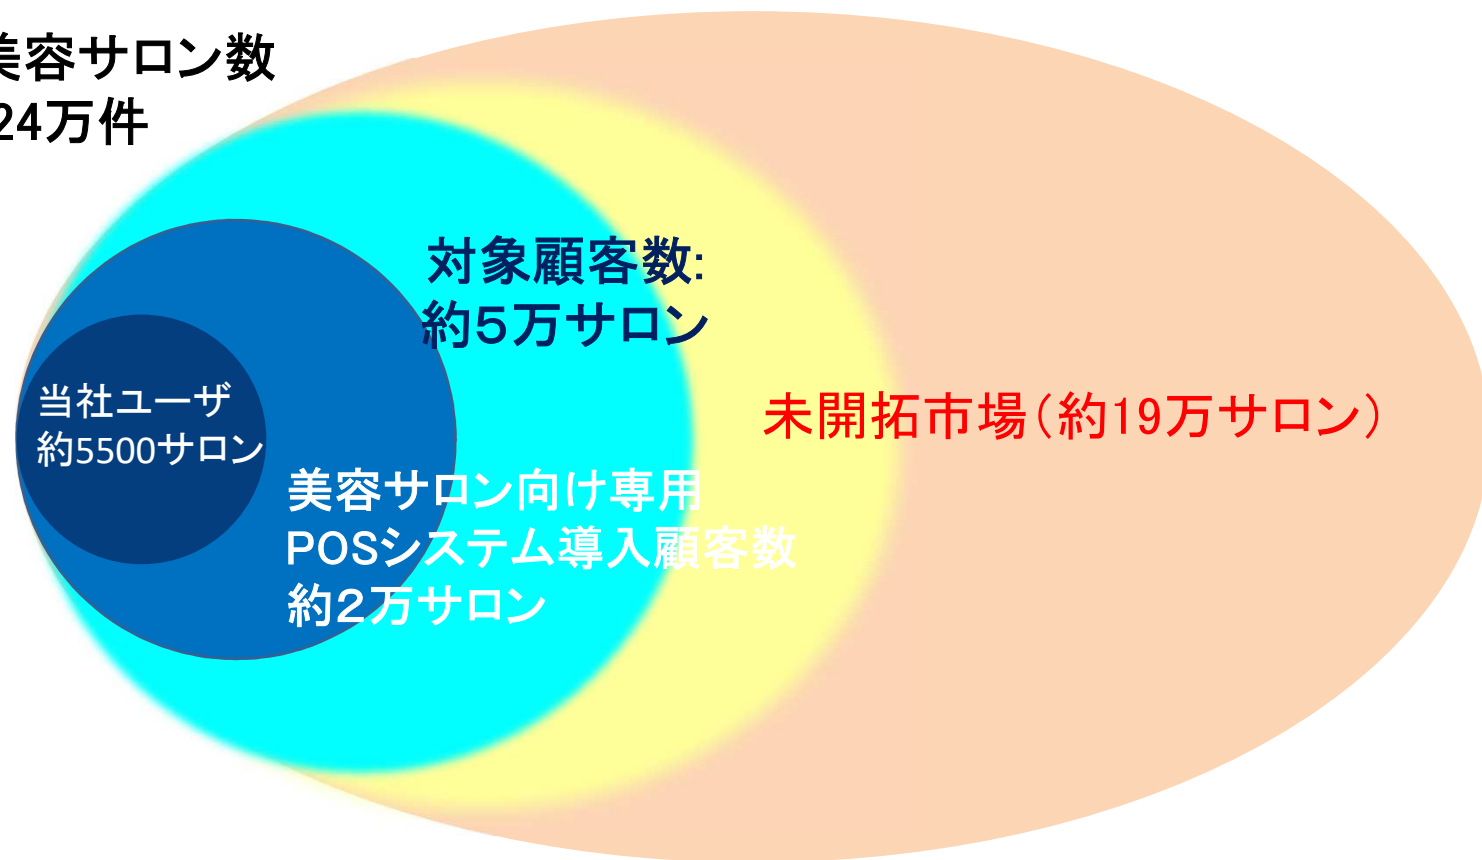 美容サロン数
24万件
対象顧客数:
約5万サロン
当社ユーザ
約5500サロン
未開拓市場(約19万サロン)
美容サロン向け専用
POSシステム導入顧客数
約2万サロン